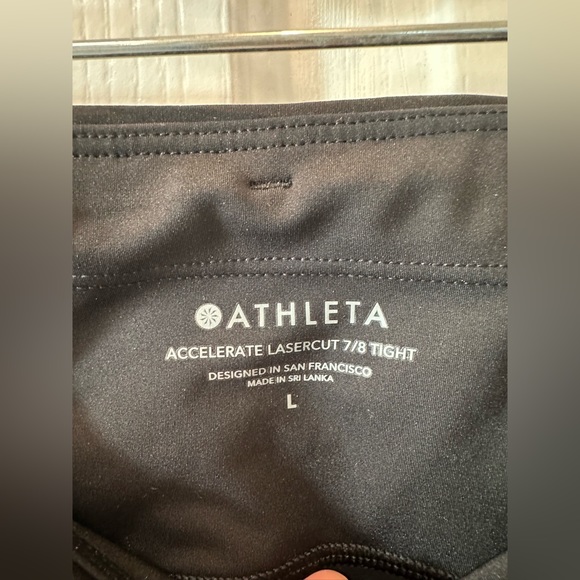 ATHLETA
ACCELERATE LASERCUT 7/8 TIGHT
DESIGNED IN SAN FRANCISCO
MADE IN SRI LANKA
L